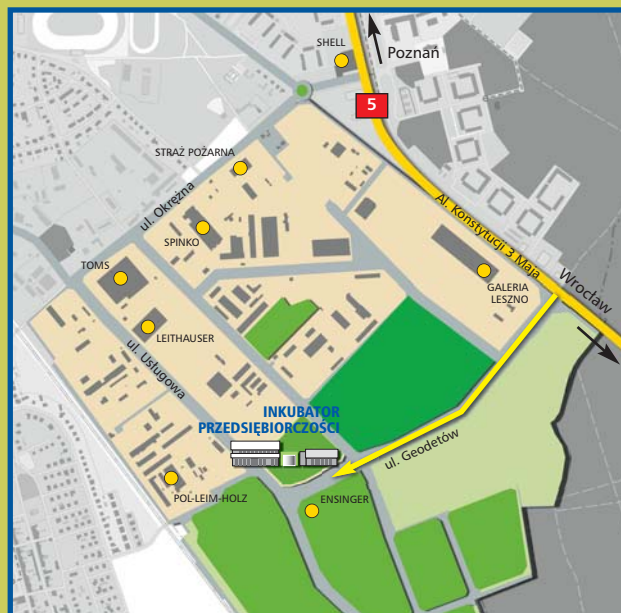 SHELL
Poznań
5
STRAŻ POŻARNA
ul. Okrężna
SPINKO
Al. Konstytucji 3 Maja
Wrocław
TOMS
GALERIA
LESZNO
LEITHAUSER
ul. Usługowa
INKUBATOR
PRZEDSIĘBIORCZOŚCI
ul. Geodetów
POL-LEIM-HOLZ
ENSINGER